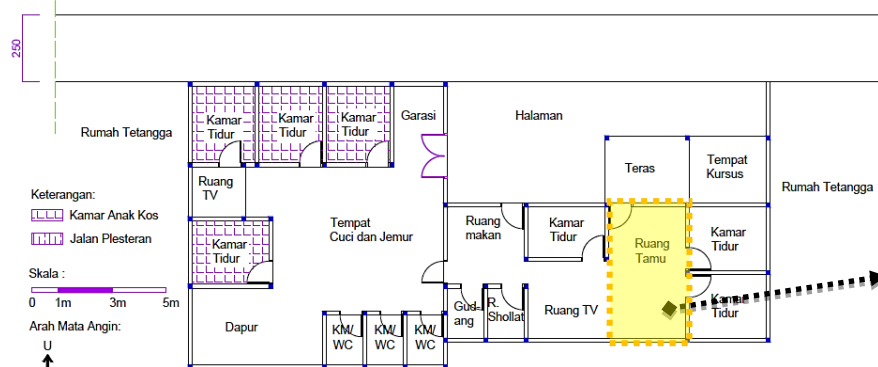 250
Rumah Tetangga
Kamar
Tidur
Kamar
Tidur
Kamar
Tidur
Garasi
Halaman
Teras
Tempat
Kursus
Rumah Tetangga
Ruang
TV
Kamar
Tidur
Tempat
Cuci dan Jemur
Ruang
makan
Kamar
Tidur
Ruang
Tamu
Kamar
Tidur
Kamar
Tidur
Gud-
ang
R.
Shollat
Ruang TV
Dapur
KM/
WC
KM/
WC
KM/
WC
Keterangan:
Kamar Anak Kos
Jalan Plesteran
Skala :
0 1m 3m 5m
Arah Mata Angin:
U